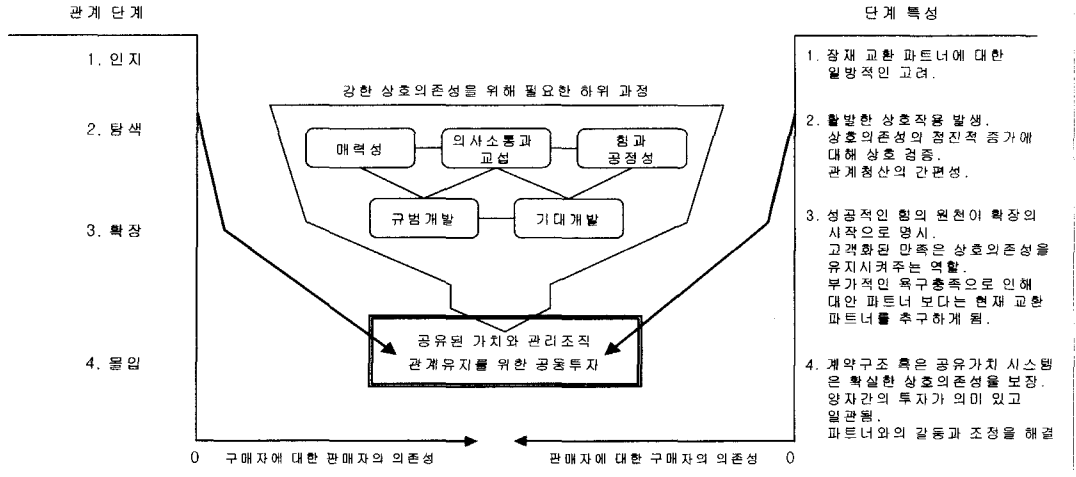 관계 단계
단계 특성
1. 인지
2. 탐색
3. 확장
4. 몰입
강한 상호의존성을 위해 필요한 하위 과정
매력성
의사소통과
교섭
힘과
공정성
규범개발
기대개발
공유된 가치와 관리조직
관계유지를 위한 공동투자
1. 잠재 교환 파트너에 대한
일방적인 고려.
2. 활발한 상호작용 발생.
상호의존성의 점진적 증가에
대해 상호 검증.
관계청산의 간편성.
3. 성공적인 힘의 원천이 확장의
시작으로 명시.
고객화된 만족은 상호의존성을
유지시켜주는 역할.
부가적인 욕구충족으로 인해
대안 파트너 보다는 현재 교환
파트너를 추구하게 됨.
4. 계약구조 혹은 공유가치 시스템
은 확실한 상호의존성을 보장.
양자간의 투자가 의미 있고
일관됨.
파트너와의 갈등과 조정을 해결
0 구매자에 대한 판매자의 의존성
판매자에 대한 구매자의 의존성 0